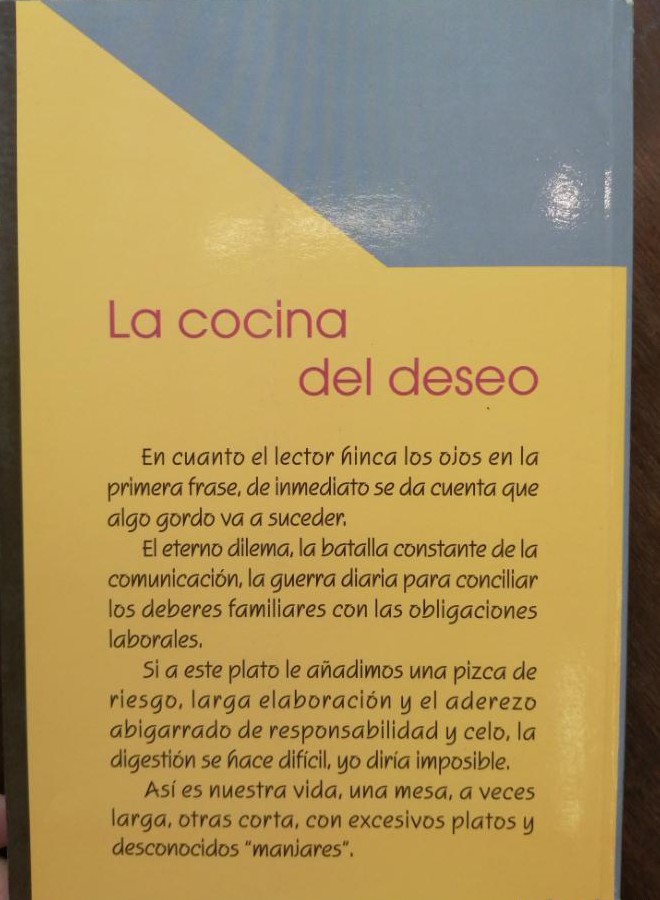 La cocina
del deseo
En cuanto el lector hinca los ojos en la
primera frase, de inmediato se da cuenta que
algo gordo va a suceder.
El eterno dilema, la batalla constante de la
comunicación, la guerra diaria para conciliar
los deberes familiares con las obligaciones
laborales.
Si a este plato le añadimos una pizca de
riesgo, larga elaboración y el aderezo
abigarrado de responsabilidad y celo, la
digestión se hace difícil, yo diría imposible.
Así es nuestra vida, una mesa, a veces
larga, otras corta, con excesivos platos y
desconocidos "manjares".